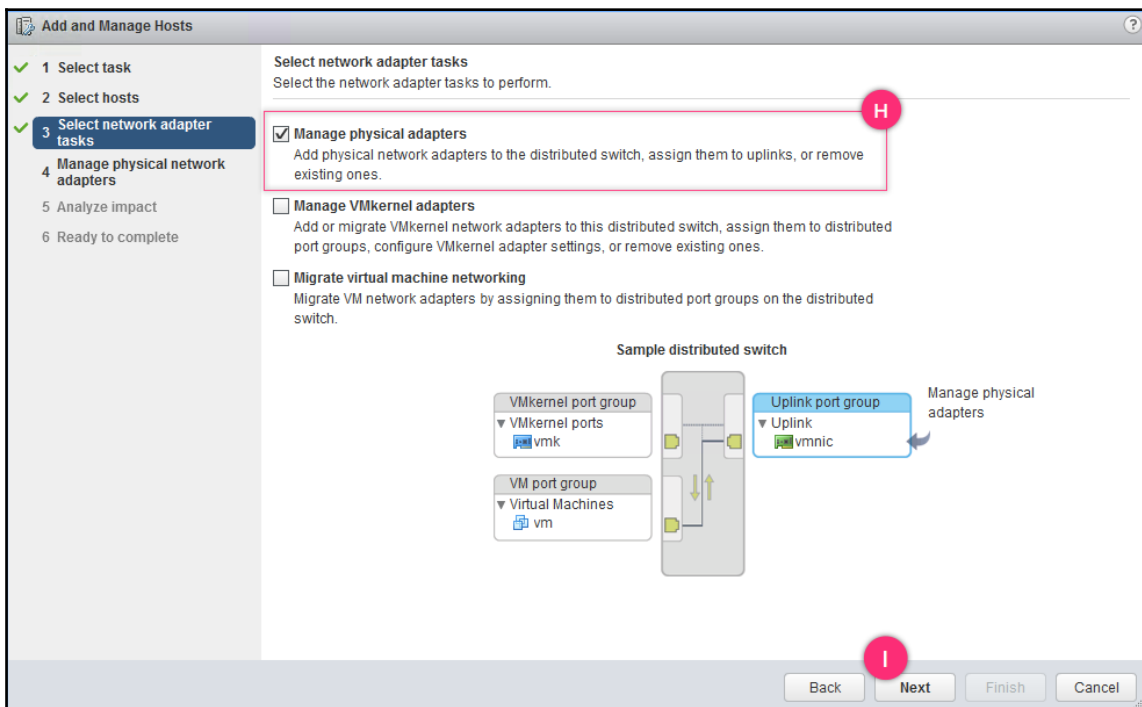 Add and Manage Hosts
?
1 Select task
2 Select hosts
3 Select network adapter
tasks
4 Manage physical network
adapters
5 Analyze impact
6 Ready to complete
Select network adapter tasks
Select the network adapter tasks to perform.
H
Manage physical adapters
Add physical network adapters to the distributed switch, assign them to uplinks, or remove
existing ones.
Manage VMkernel adapters
Add or migrate VMkernel network adapters to this distributed switch, assign them to distributed
port groups, configure VMkernel adapter settings, or remove existing ones.
Migrate virtual machine networking
Migrate VM network adapters by assigning them to distributed port groups on the distributed
switch.
Sample distributed switch
VMkernel port group
VMkernel ports
vmk
VM port group
Virtual Machines
vm
Uplink port group
Uplink
vmnic
Manage physical
adapters
I
Back
Next
Finish
Cancel